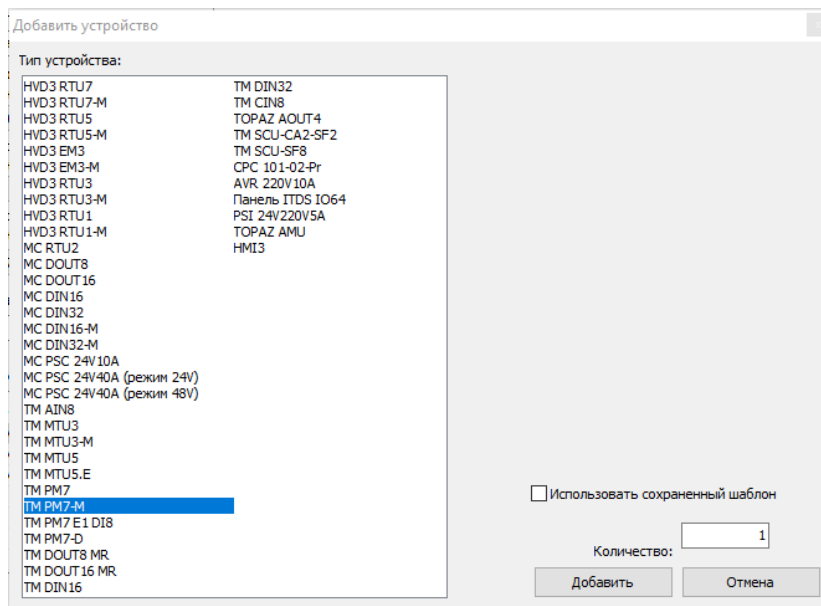 Добавить устройство
Тип устройства:
HVD3 RTU7
HVD3 RTU7-M
HVD3 RTU5
HVD3 RTU5-M
HVD3 EM3
HVD3 EM3-M
HVD3 RTU3
HVD3 RTU3-M
HVD3 RTU1
HVD3 RTU1-M
MC RTU2
MC DOUT8
MC DOUT16
MC DIN16
MC DIN32
MC DIN16-M
MC DIN32-M
MC PSC 24V10A
MC PSC 24V40A (режим 24V)
MC PSC 24V40A (режим 48V)
TM AIN8
TM MTU3
TM MTU3-M
TM MTU5
TM MTU5.E
TM PM7
TM PM7-M
TM PM7 E1 DI8
TM PM7-D
TM DOUT8 MR
TM DOUT16 MR
TM DIN16
TM DIN32
TM CIN8
TOPAZ AOUT4
TM SCU-CA2-SF2
TM SCU-SF8
CPC 101-02-Pr
AVR 220V10A
Панель ITDS IO64
PSI 24V220V5A
TOPAZ AMU
HMI3
Использовать сохраненный шаблон
Количество: 1
Добавить Отмена